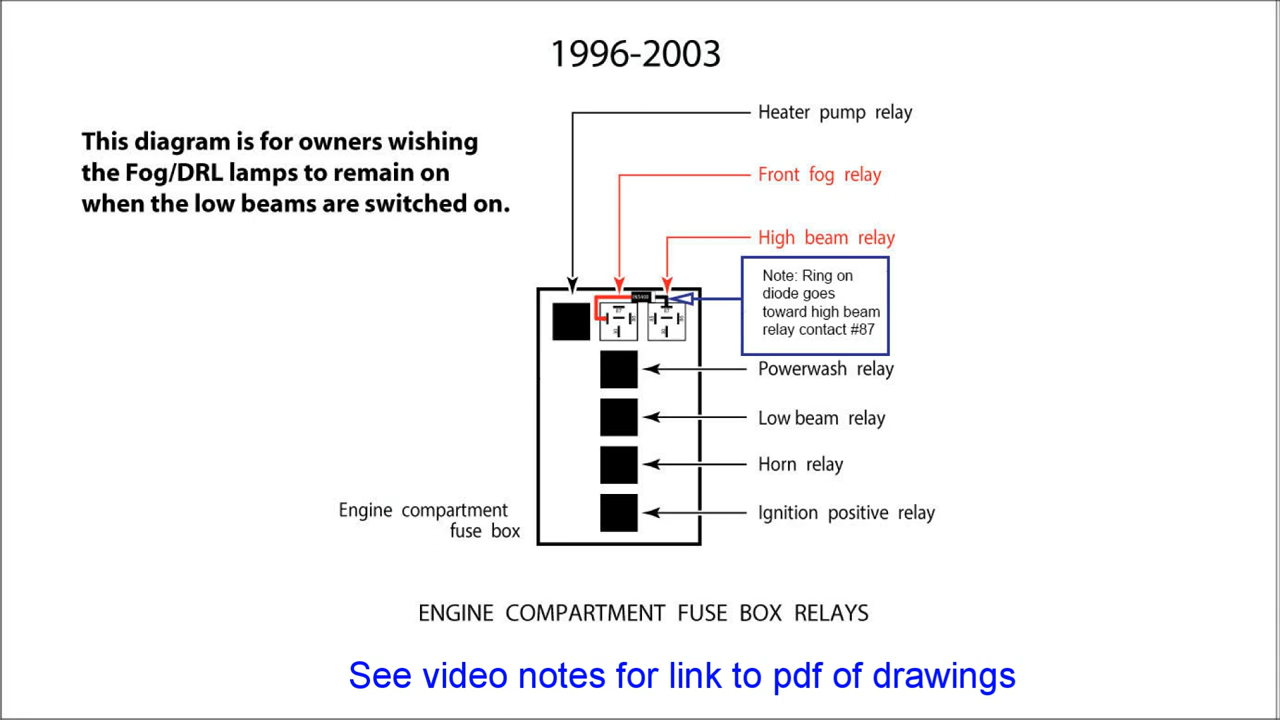 1996-2003
This diagram is for owners wishing
the Fog/DRL lamps to remain on
when the low beams are switched on.
Heater pump relay
Front fog relay
High beam relay
Note: Ring on
diode goes
toward high beam
relay contact #87
Powerwash relay
Low beam relay
Horn relay
Ignition positive relay
Engine compartment
fuse box
ENGINE COMPARTMENT FUSE BOX RELAYS
See video notes for link to pdf of drawings